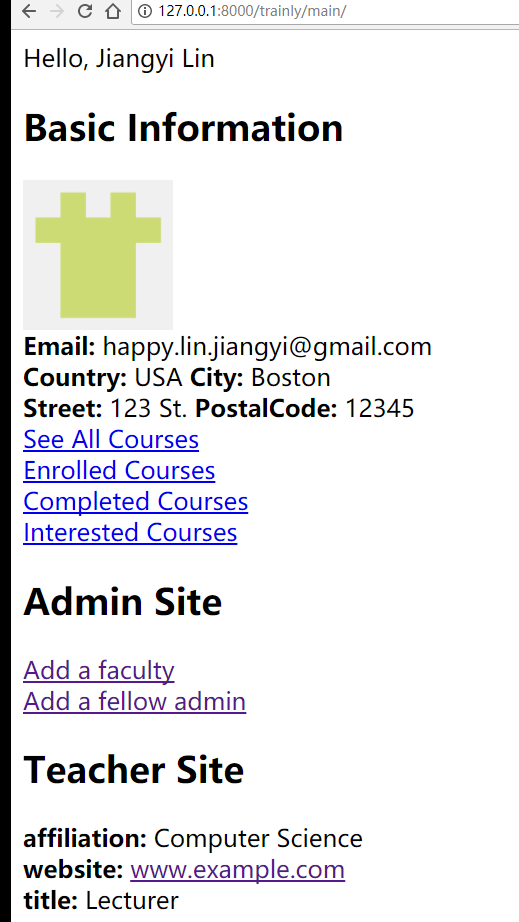 127.0.0.1:8000/trainly/main/
Hello, Jiangyi Lin
Basic Information
Email: happy.lin.jiangyi@gmail.com
Country: USA City: Boston
Street: 123 St. PostalCode: 12345
See All Courses
Enrolled Courses
Completed Courses
Interested Courses
Admin Site
Add a faculty
Add a fellow admin
Teacher Site
affiliation: Computer Science
website: www.example.com
title: Lecturer